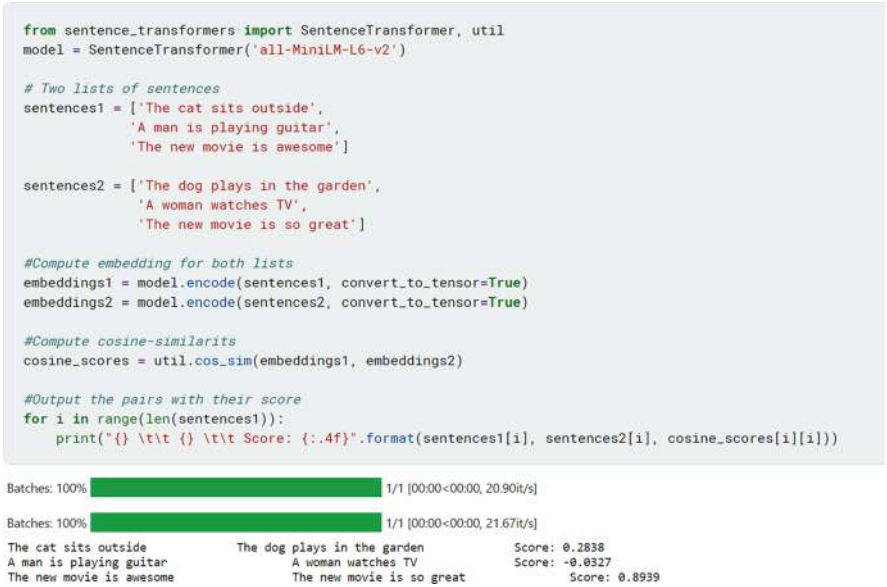 from sentence_transformers import SentenceTransformer, util
model = SentenceTransformer('all-MiniLM-L6-v2')

# Two lists of sentences
sentences1 = ['The cat sits outside',
             'A man is playing guitar',
             'The new movie is awesome']

sentences2 = ['The dog plays in the garden',
              'A woman watches TV',
              'The new movie is so great']

#Compute embedding for both lists
embeddings1 = model.encode(sentences1, convert_to_tensor=True)
embeddings2 = model.encode(sentences2, convert_to_tensor=True)

#Compute cosine-similarits
cosine_scores = util.cos_sim(embeddings1, embeddings2)

#Output the pairs with their score
for i in range(len(sentences1)):
    print("{} \t\t {} \t\t Score: {:.4f}".format(sentences1[i], sentences2[i], cosine_scores[i][i]))

Batches: 100% 1/1 [00:00<00:00, 20.90it/s]
Batches: 100% 1/1 [00:00<00:00, 21.67it/s]
The cat sits outside The dog plays in the garden Score: 0.2838
A man is playing guitar A woman watches TV Score: -0.0327
The new movie is awesome The new movie is so great Score: 0.8939